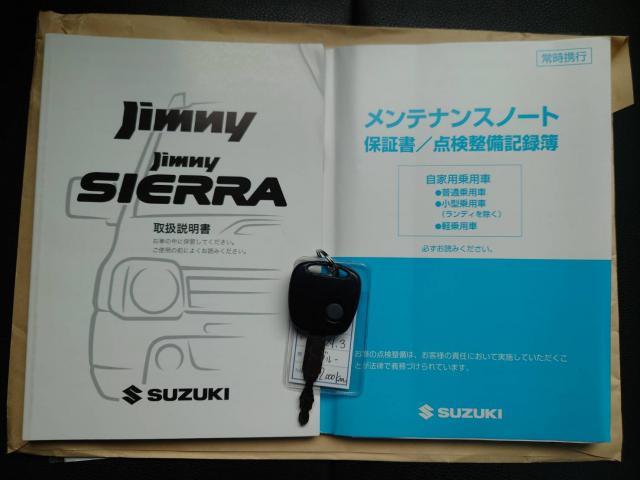 Jimny
Jimny
SIERRA
取扱説明書
お車の中に保管してください。
ご使用の前によくお読みください。
SUZUKI
常時携行
メンテナンスノート
保証書／点検整備記録簿
自家用乗用車
●普通乗用車
●小型乗用車
(ランディを除く)
●軽乗用車
必ずお読みください。
お車の点検整備は、お客様の責任において実施していただくこ
とが法律で義務づけられています。
SUZUKI
.3
ブルー
2,000km